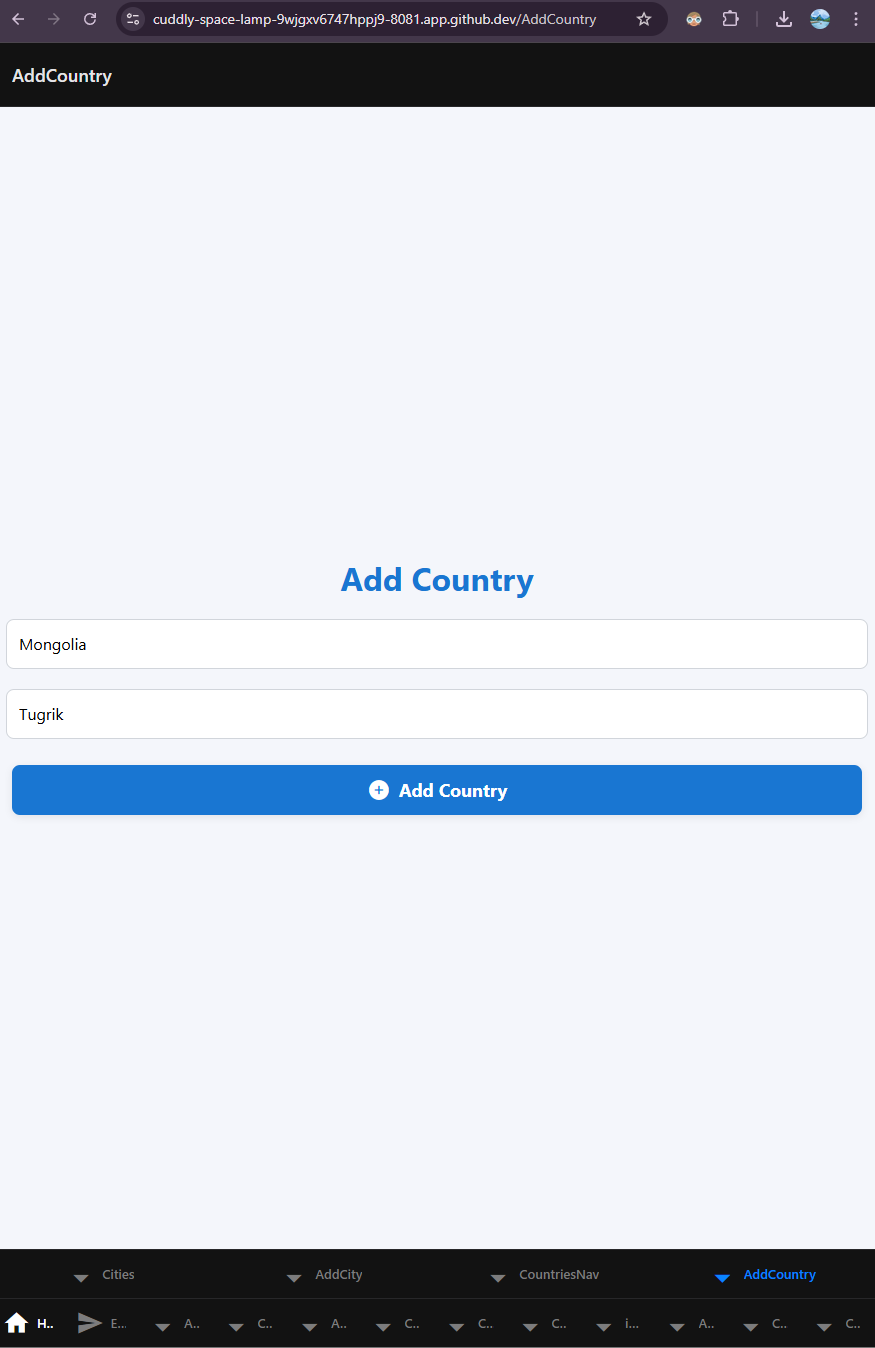 cuddly-space-lamp-9wjgxv6747hppj9-8081.app.github.dev/AddCountry
AddCountry
Add Country
Mongolia
Tugrik
Add Country
Cities AddCity CountriesNav AddCountry
H.. E... A.. C.. A.. C.. C.. C.. i... A.. C.. C..